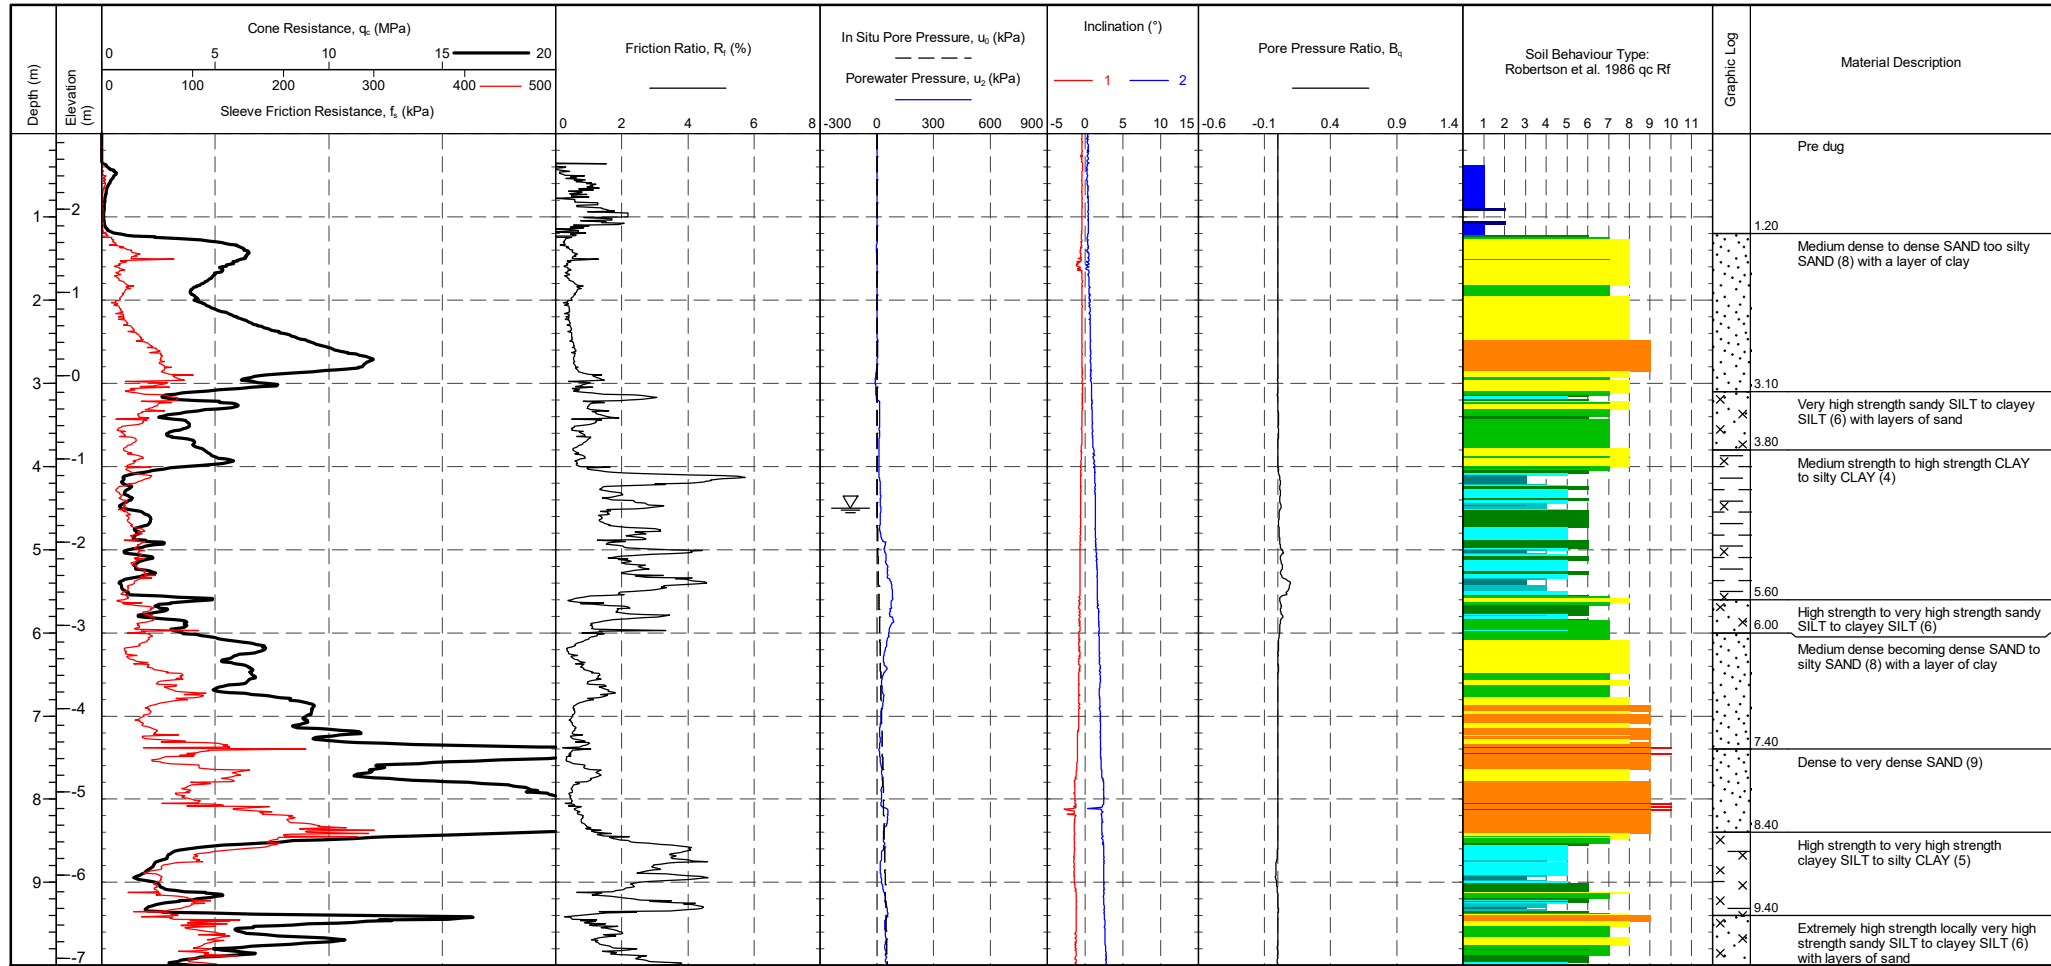 Cone Resistance, qc (MPa)
0 5 10 15 20
0 100 200 300 400 500
Sleeve Friction Resistance, fs (kPa)
Depth (m)
Elevation (m)
Friction Ratio, Rf (%)
0 2 4 6 8
In Situ Pore Pressure, u0 (kPa)
Porewater Pressure, u2 (kPa)
-300 0 300 600 900
Inclination (°)
1 2
-5 0 5 10 15
Pore Pressure Ratio, Bq
-0.6 -0.1 0.4 0.9 1.4
Soil Behaviour Type:
Robertson et al. 1986 qc Rf
1 2 3 4 5 6 7 8 9 10 11
Graphic Log
Material Description
Pre dug
1 -2
1.20
Medium dense to dense SAND too silty
SAND (8) with a layer of clay
2 -1
3 -0
3.10
Very high strength sandy SILT to clayey
SILT (6) with layers of sand
3.80
4 -1
Medium strength to high strength CLAY
to silty CLAY (4)
5 -2
5.60
High strength to very high strength sandy
SILT to clayey SILT (6)
6 -3
6.00
Medium dense becoming dense SAND to
silty SAND (8) with a layer of clay
7 -4
7.40
Dense to very dense SAND (9)
8 -5
8.40
High strength to very high strength
clayey SILT to silty CLAY (5)
9 -6
9.40
Extremely high strength locally very high
strength sandy SILT to clayey SILT (6)
with layers of sand
-7